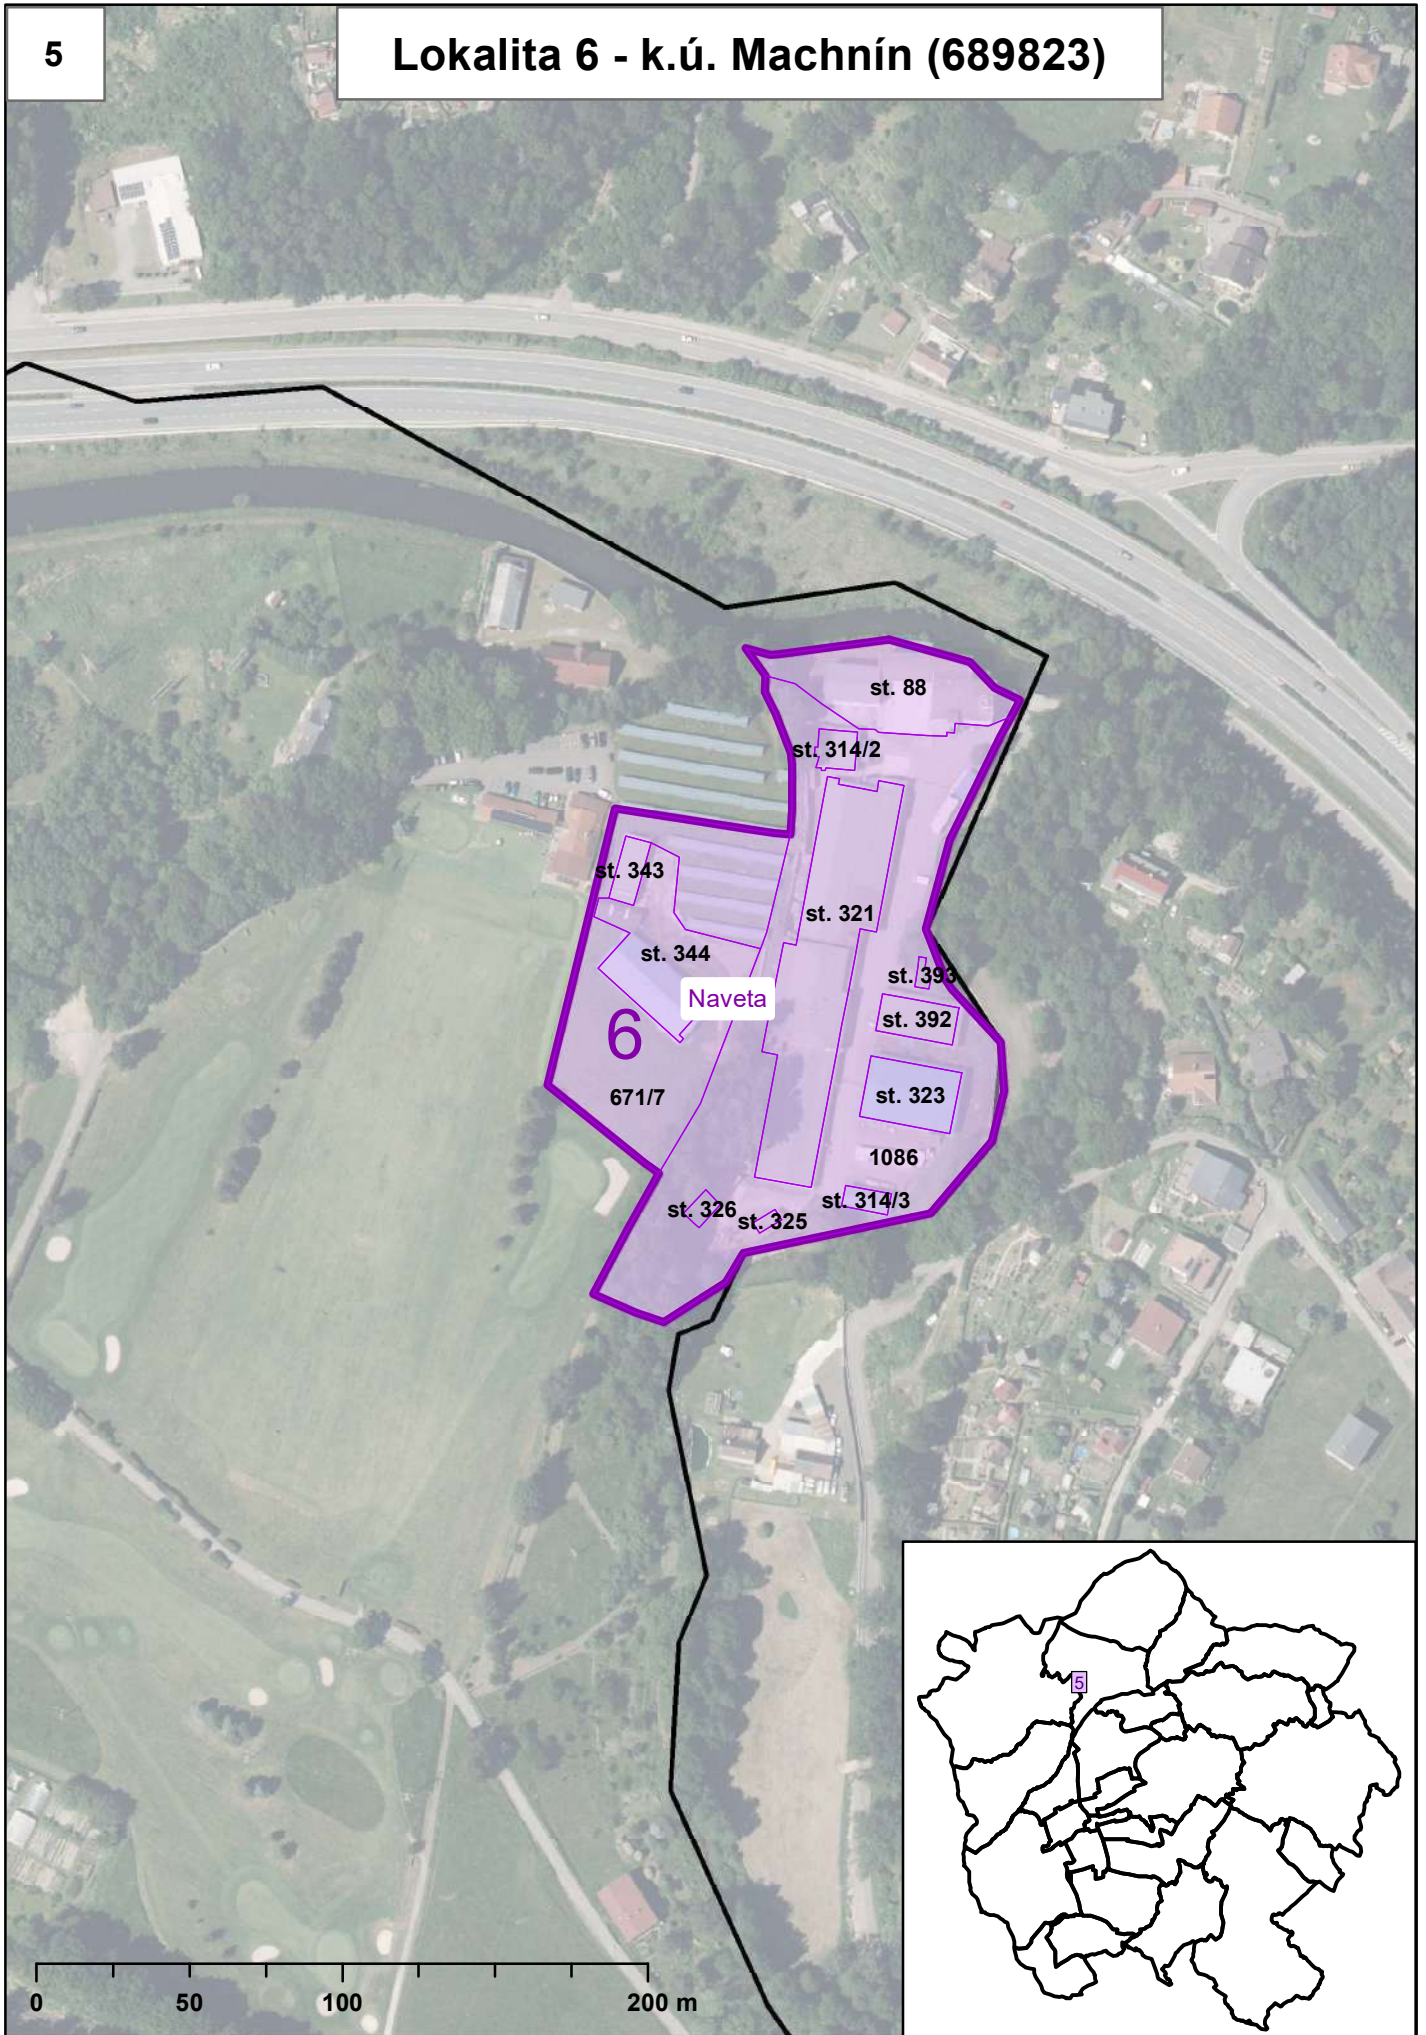 5
Lokalita 6 - k.ú. Machnín (689823)
st. 88
st. 314/2
st. 343
st. 321
st. 344
st. 393
Naveta
st. 392
6
671/7
st. 323
1086
st. 314/3
st. 326
st. 325
5
0 50 100 200 m